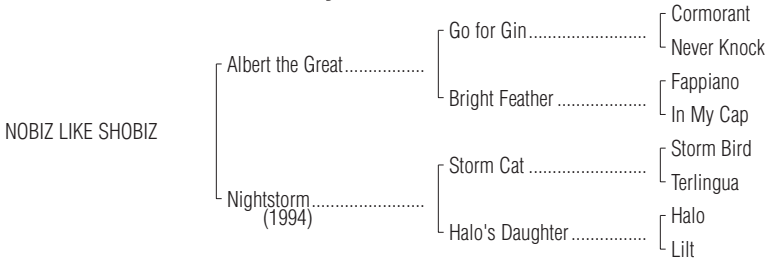 Cormorant
Go for Gin........................
Never Knock
Albert the Great.................
Fappiano
Bright Feather ..................
In My Cap
NOBIZ LIKE SHOBIZ
Storm Bird
Storm Cat ........................
Terlingua
Nightstorm........................
(1994)
Halo
Halo's Daughter................
Lilt